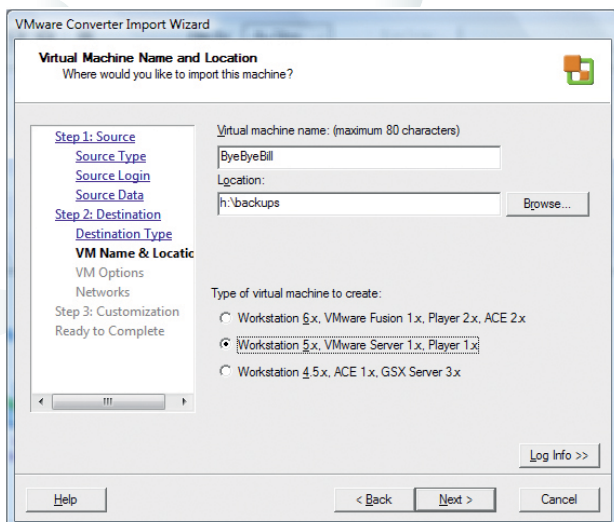 VMware Converter Import Wizard
Virtual Machine Name and Location
Where would you like to import this machine?
Step 1: Source
Source Type
Source Login
Source Data
Step 2: Destination
Destination Type
VM Name & Locatic
VM Options
Networks
Step 3: Customization
Ready to Complete
Virtual machine name: (maximum 80 characters)
ByeByeBill
Location:
h:\backups
Browse...
Type of virtual machine to create:
Workstation 6.x, VMware Fusion 1.x, Player 2.x, ACE 2.x
Workstation 5.x, VMware Server 1.x, Player 1.x
Workstation 4.5.x, ACE 1.x, GSX Server 3.x
Log Info >>
Help
< Back
Next >
Cancel